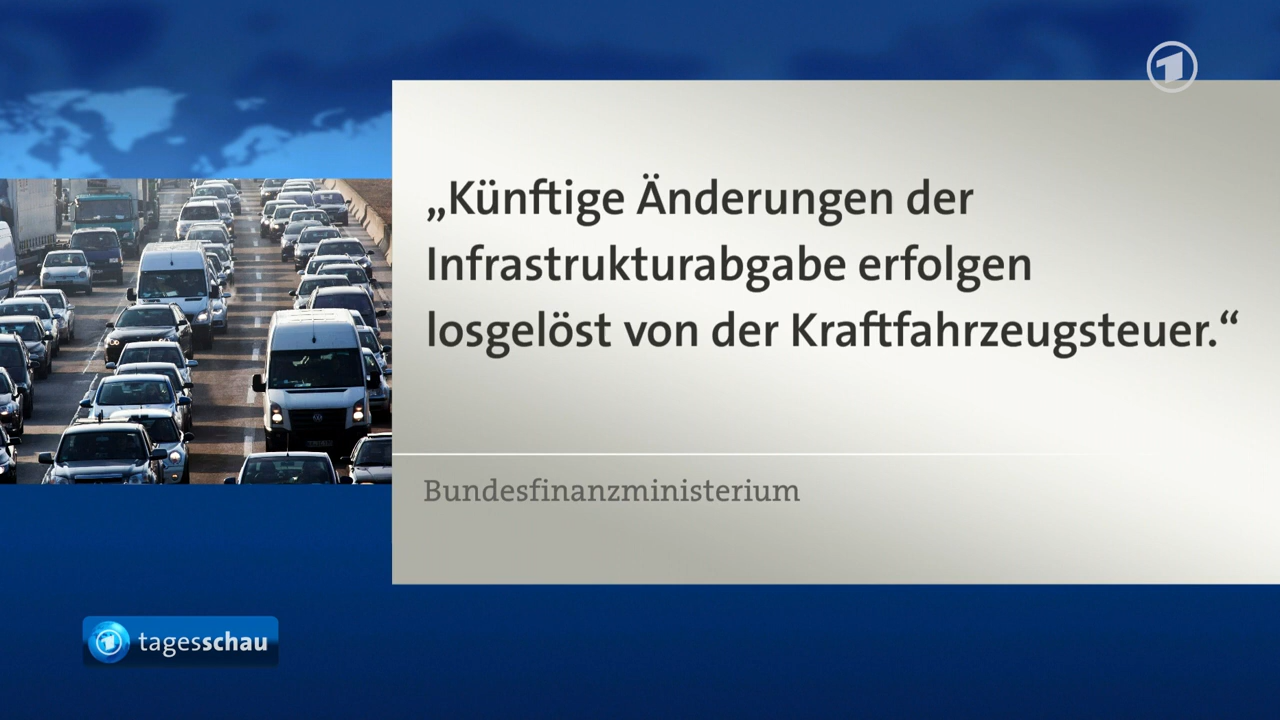 „Künftige Änderungen der
Infrastrukturabgabe erfolgen
losgelöst von der Kraftfahrzeugsteuer.“
Bundesfinanzministerium
tagesschau